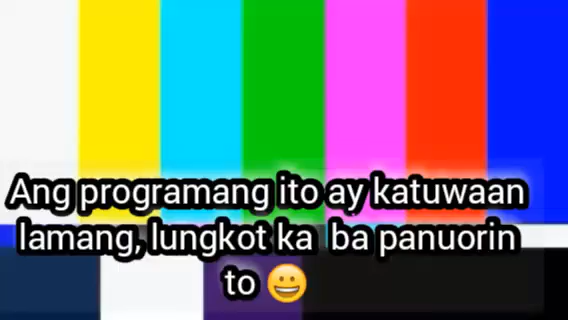 Ang programang ito ay katuwaan
lamang, lungkot ka ba panuorin
to 😀